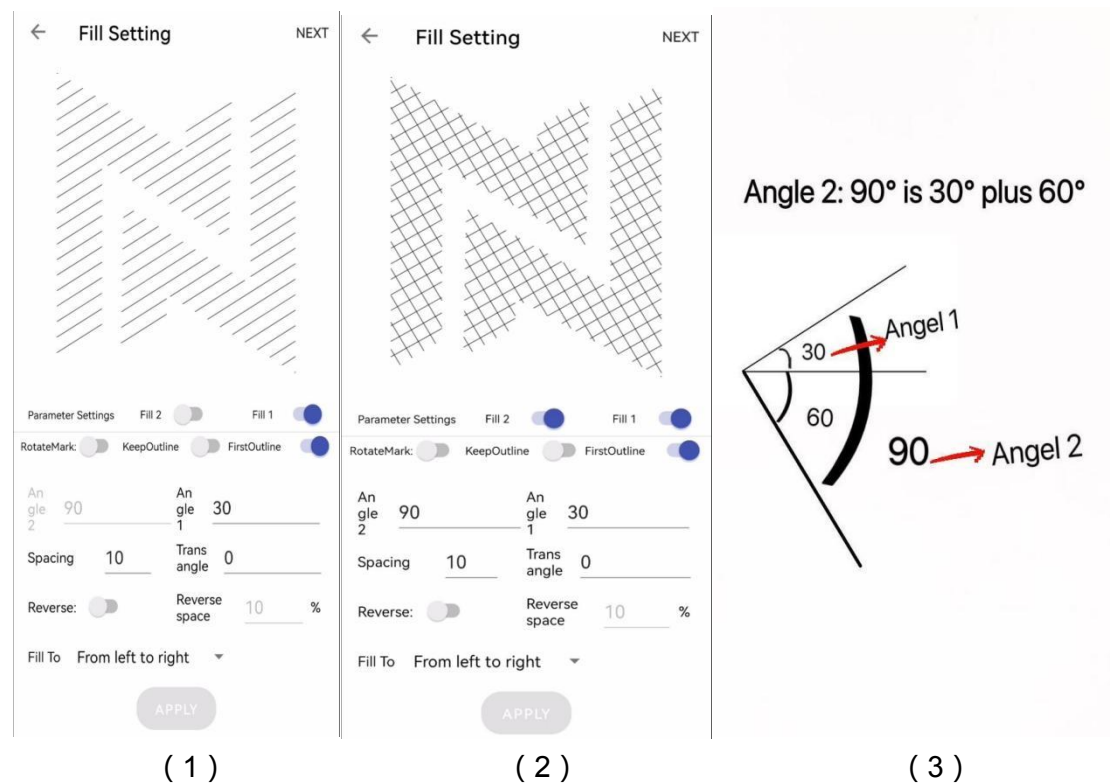 Fill Setting
NEXT
Parameter Settings Fill 2 Fill 1
RotateMark: KeepOutline FirstOutline
An
gle
2
90
An
gle
1
30
Spacing 10
Trans
angle
0
Reverse:
Reverse
space
10 %
Fill To From left to right
APPLY
( 1 )
Fill Setting
NEXT
Parameter Settings Fill 2 Fill 1
RotateMark: KeepOutline FirstOutline
An
gle
2
90
An
gle
1
30
Spacing 10
Trans
angle
0
Reverse:
Reverse
space
10 %
Fill To From left to right
APPLY
( 2 )
Angle 2: 90° is 30° plus 60°
30
Angel 1
60
90
Angel 2
( 3 )